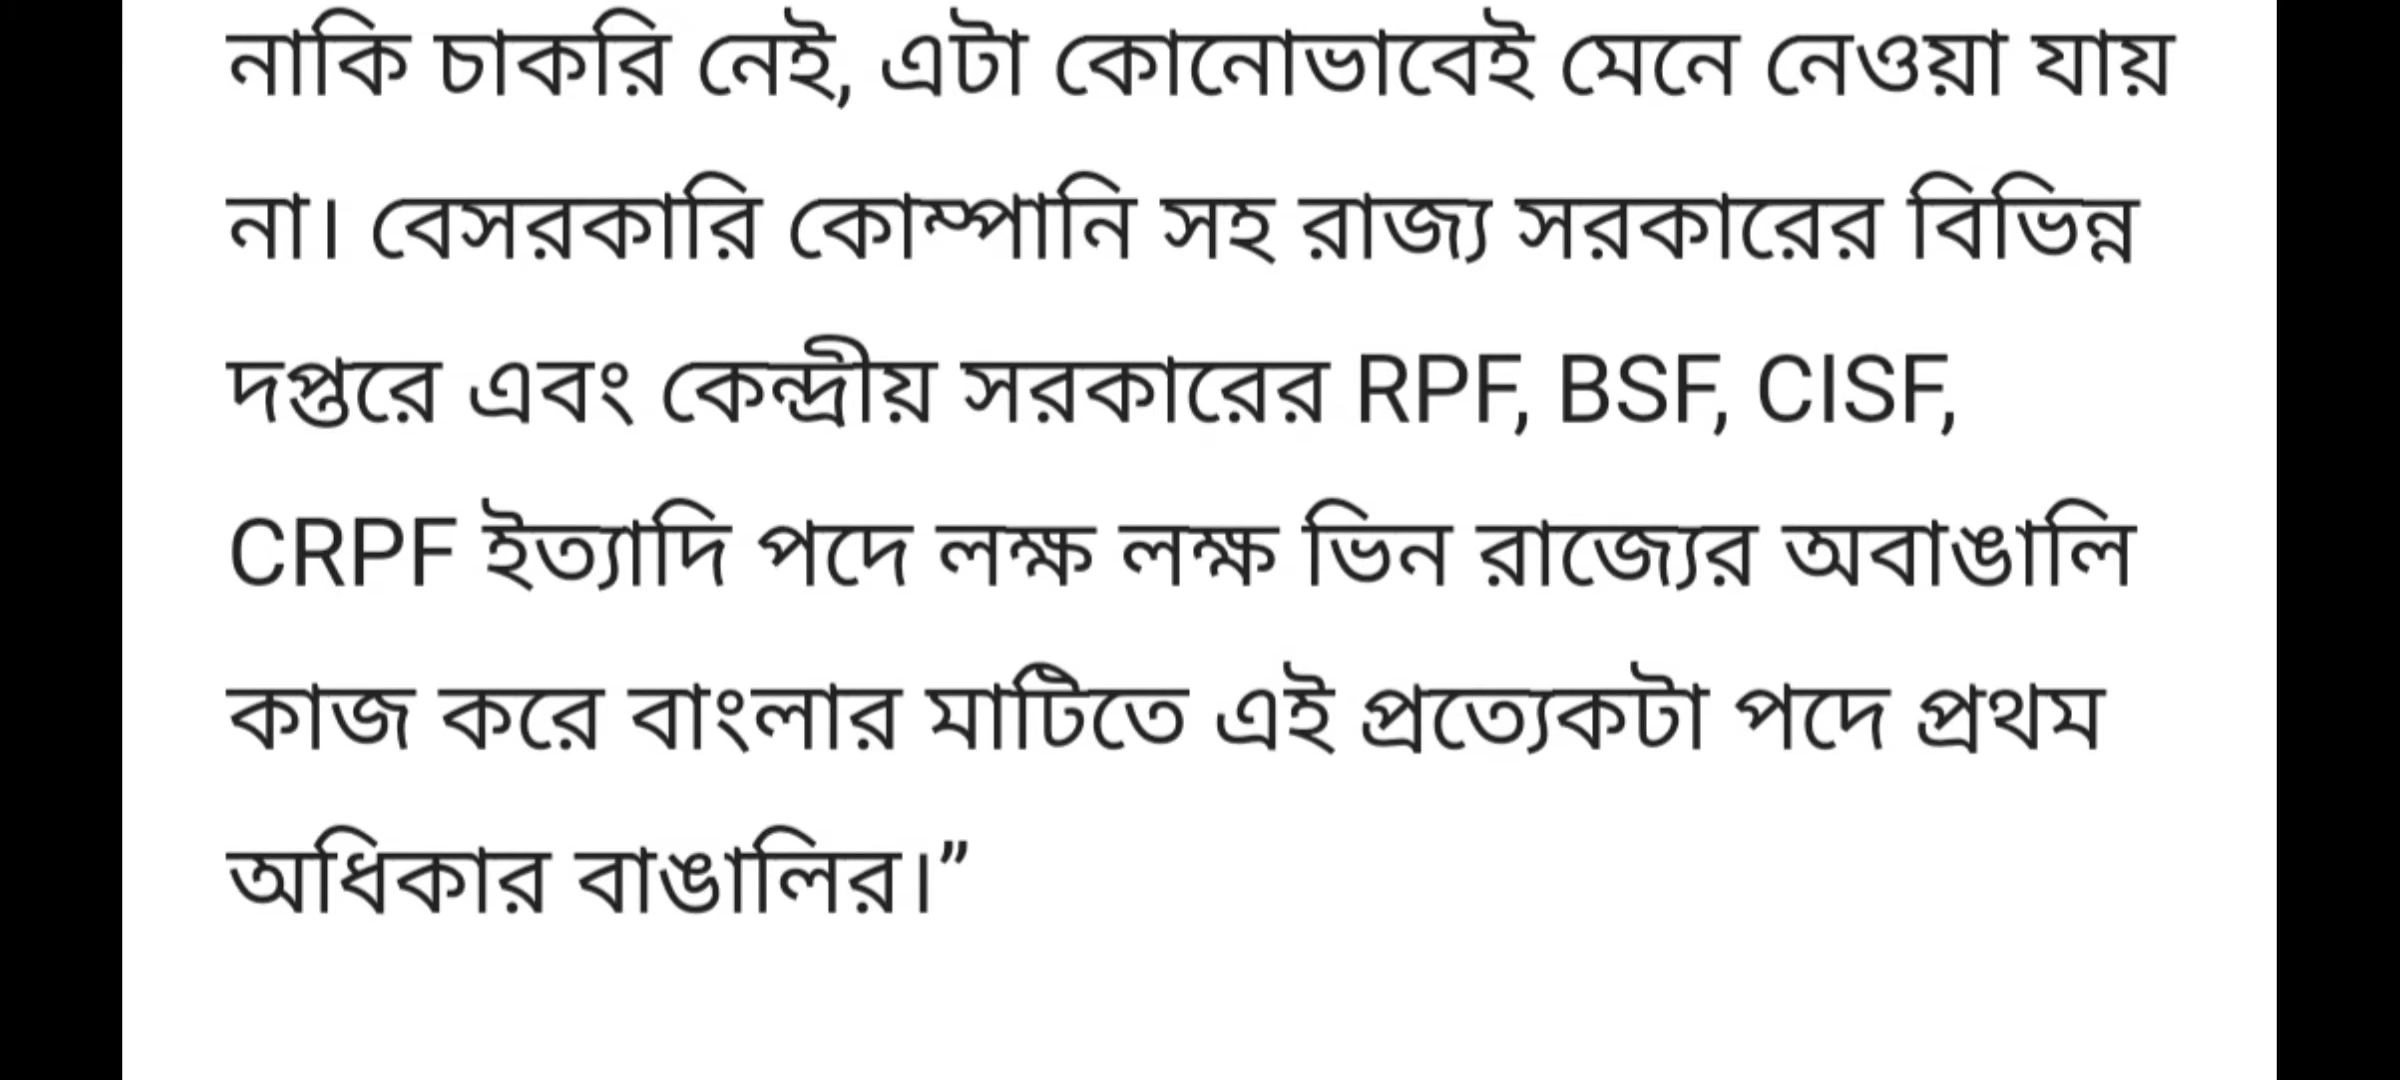 নাকি চাকরি নেই, এটা কোনোভাবেই মেনে নেওয়া যায়
না। বেসরকারি কোম্পানি সহ রাজ্য সরকারের বিভিন্ন
দপ্তরে এবং কেন্দ্রীয় সরকারের RPF, BSF, CISF,
CRPF ইত্যাদি পদে লক্ষ লক্ষ ভিন রাজ্যের অবাঙালি
কাজ করে বাংলার মাটিতে এই প্রত্যেকটা পদে প্রথম
অধিকার বাঙালির।”